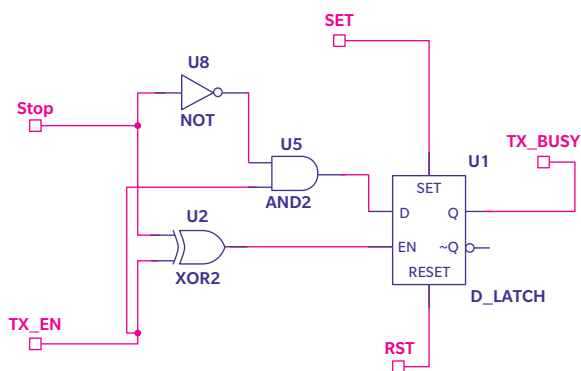 SET
U8
Stop
NOT
U5
TX_BUSY
U1
SET
AND2
U2
D
Q
EN
~Q
RESET
XOR2
D_LATCH
TX_EN
RST